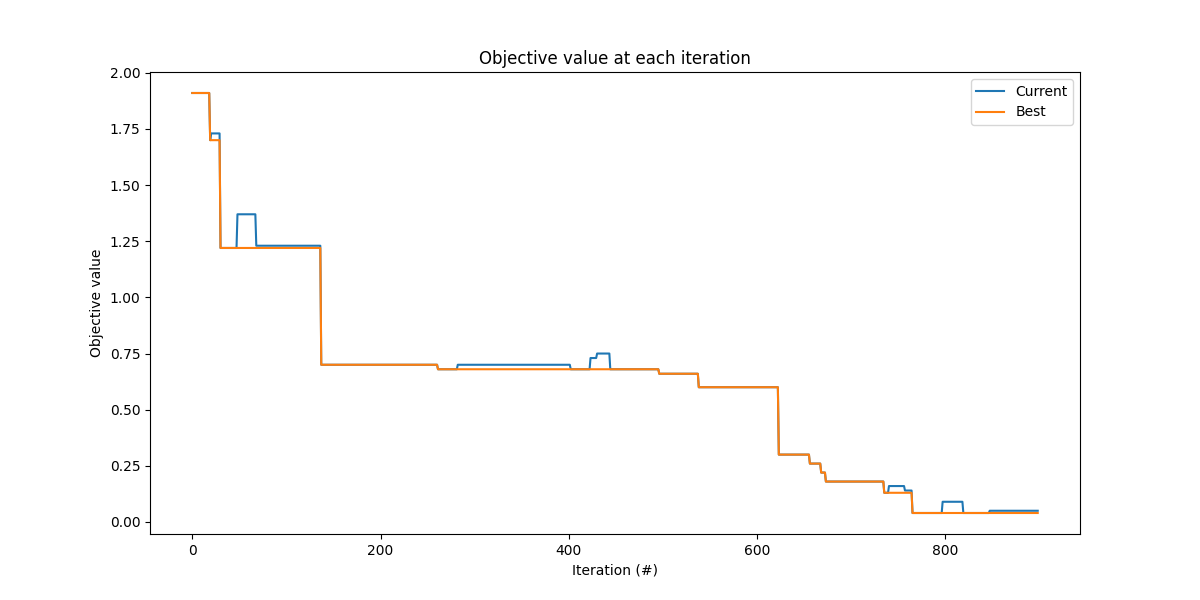 Objective value at each iteration
2.00
1.75
1.50
1.25
1.00
0.75
0.50
0.25
0.00
Objective value
Current
Best
0 200 400 600 800
Iteration (#)